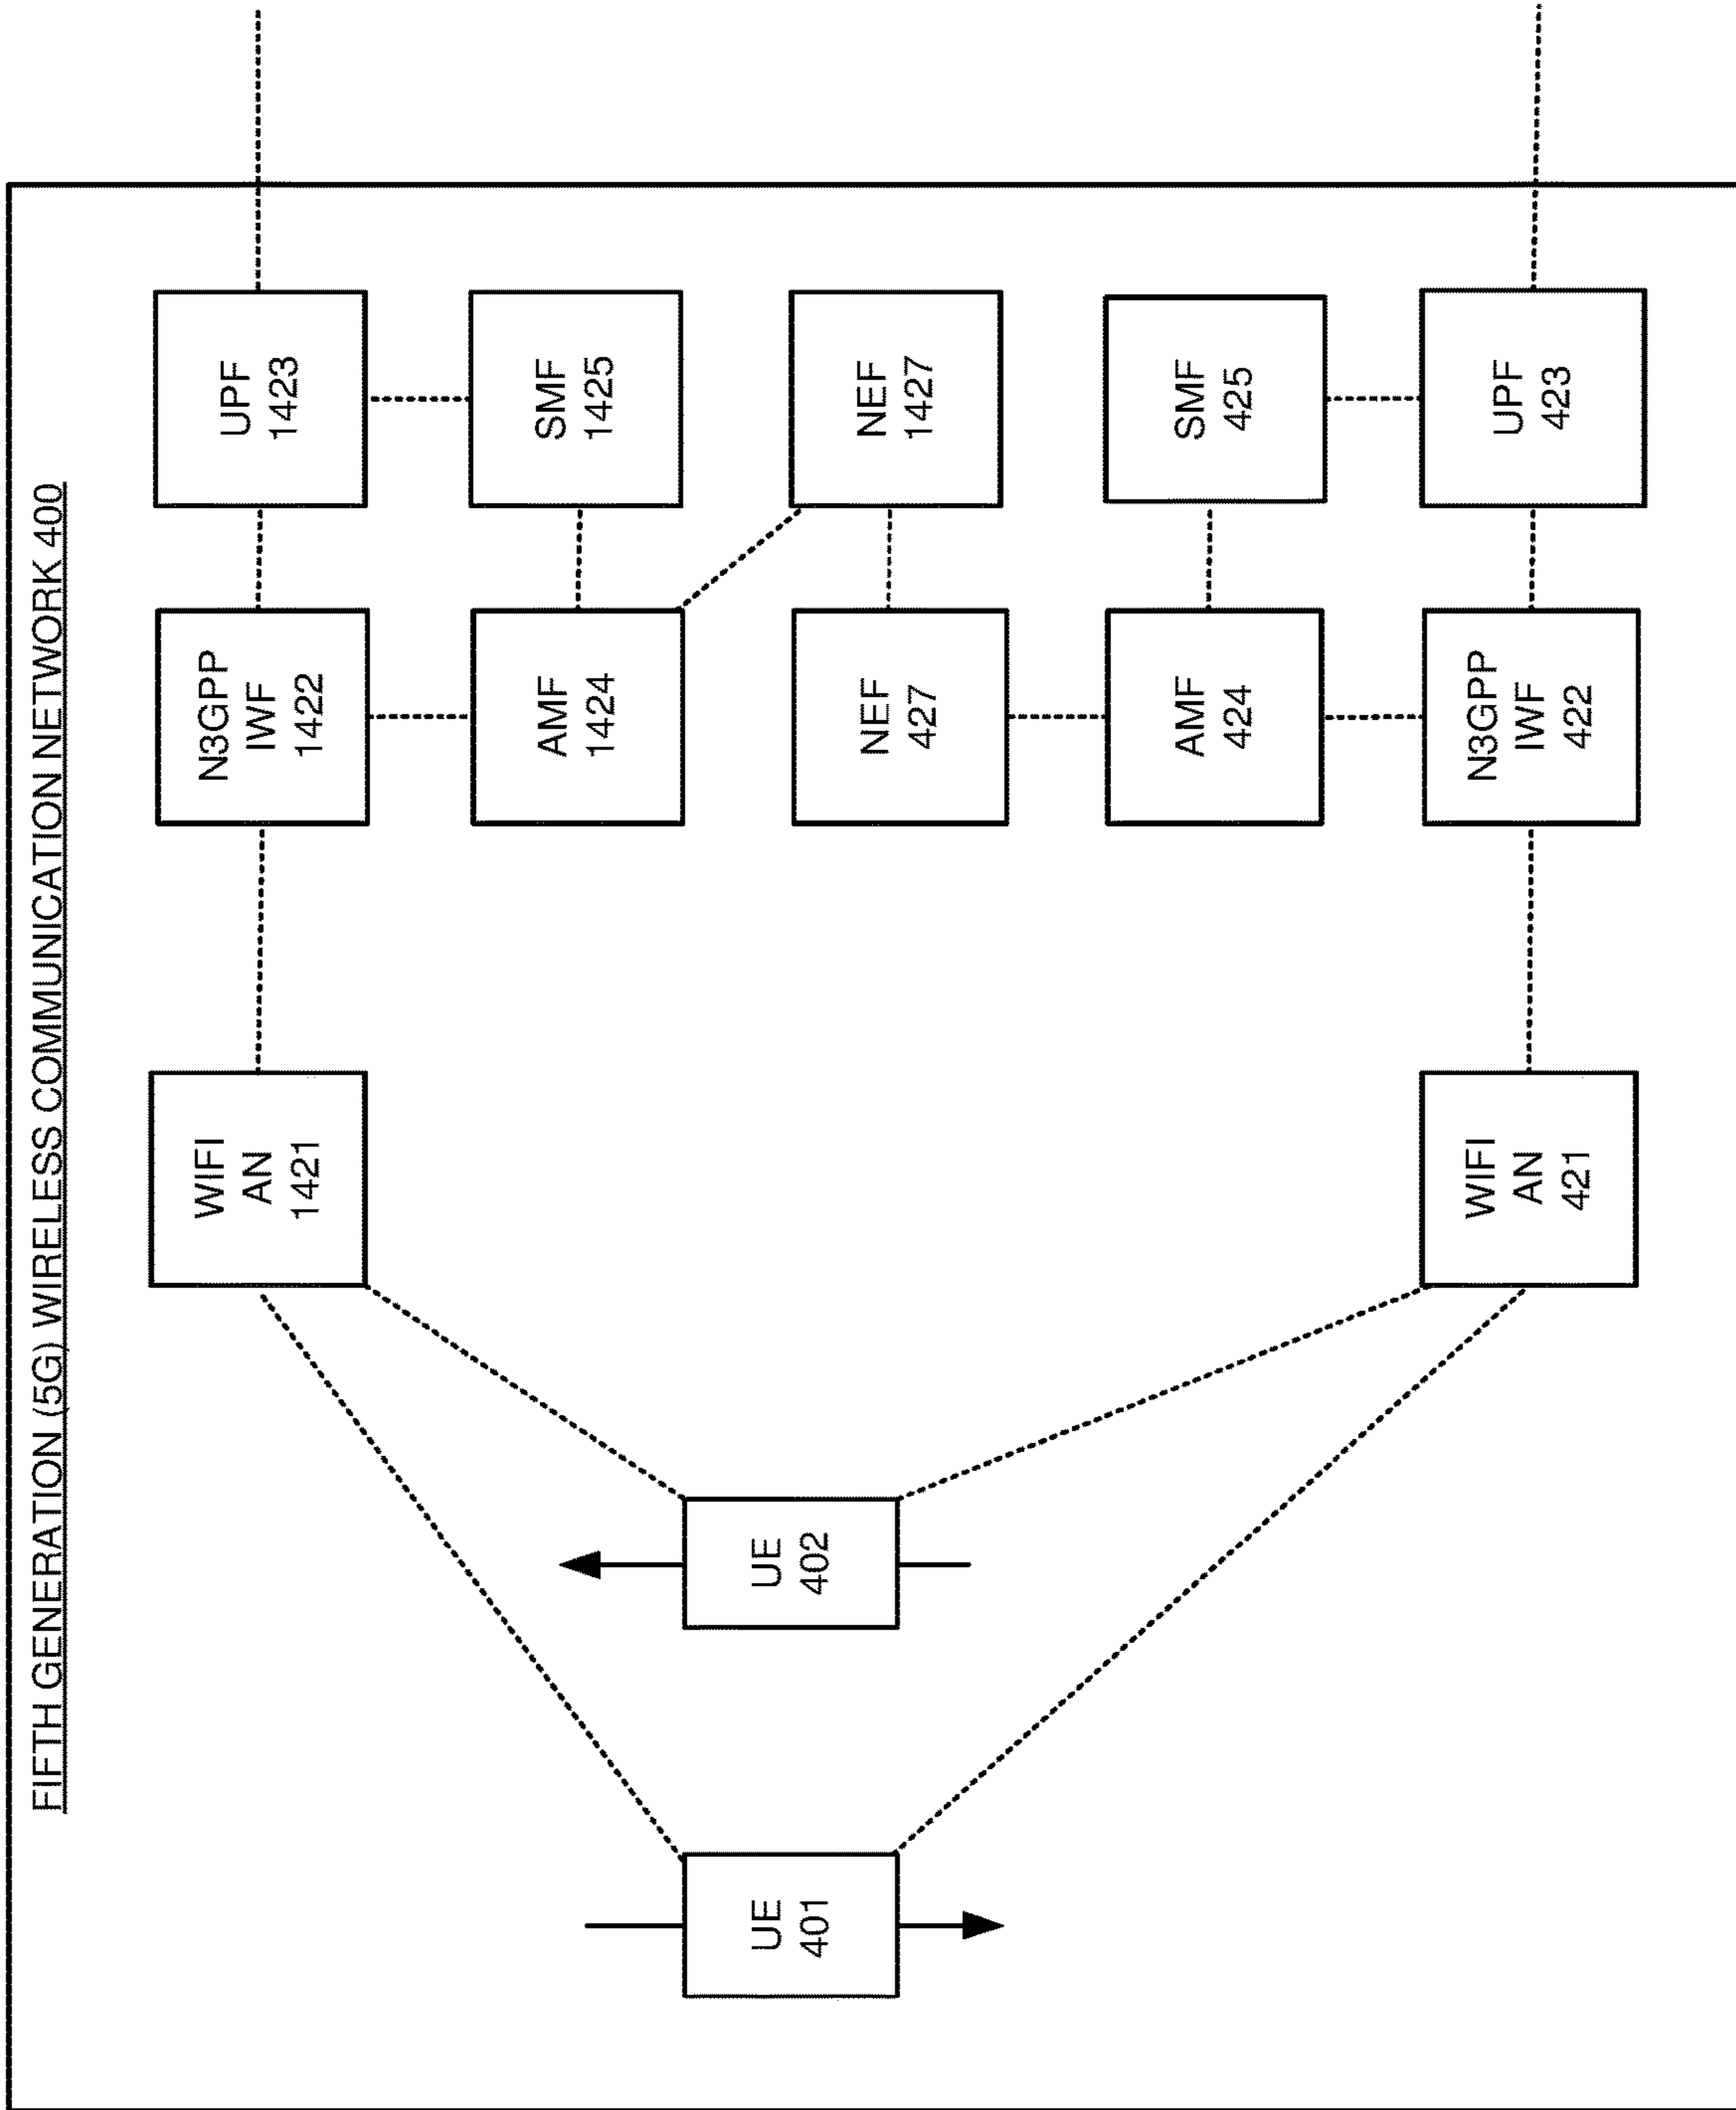 FIFTH GENERATION (5G) WIRELESS COMMUNICATION NETWORK 400
UE
401
UE
402
WIFI
AN
1421
N3GPP
IWF
1422
UPF
1423
AMF
1424
SMF
1425
NEF
427
NEF
1427
AMF
424
SMF
425
WIFI
AN
421
N3GPP
IWF
422
UPF
423